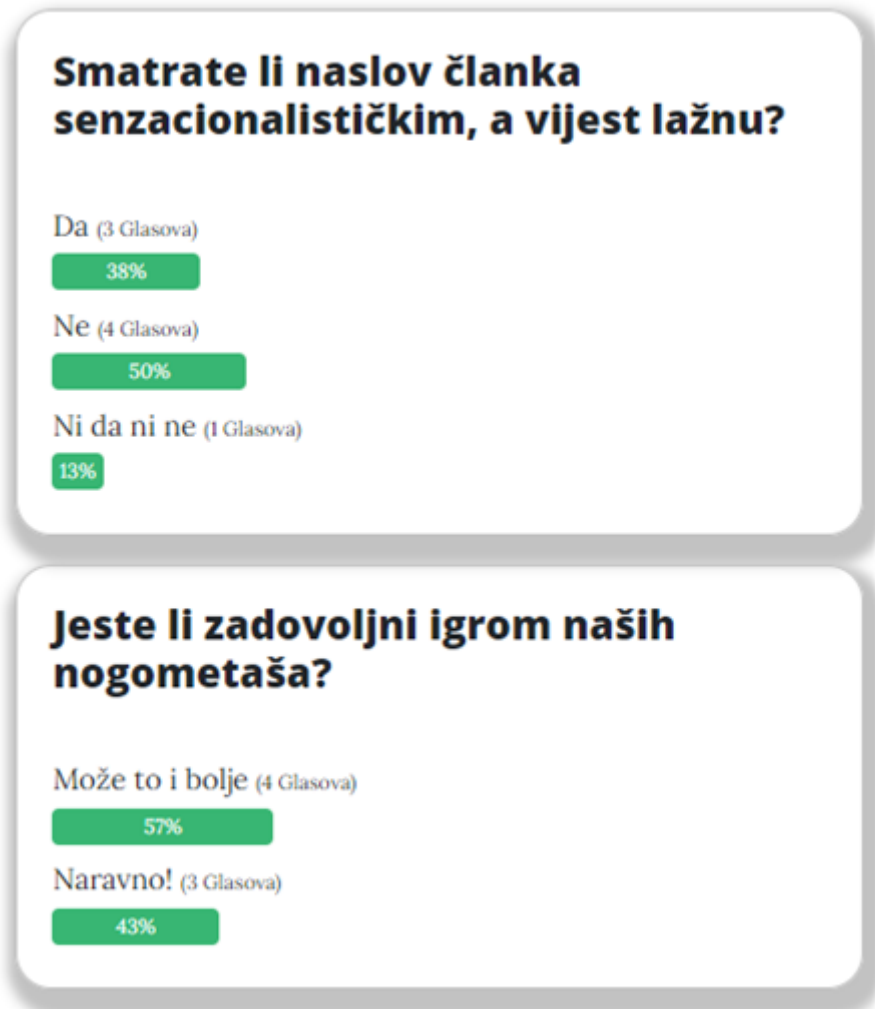 Smatrate li naslov članka
senzacionalističkim, a vijest lažnu?
Da (3 Glasova)
38%
Ne (4 Glasova)
50%
Ni da ni ne (1 Glasova)
13%
Jeste li zadovoljni igrom naših
nogometaša?
Može to i bolje (4 Glasova)
57%
Naravno! (3 Glasova)
43%